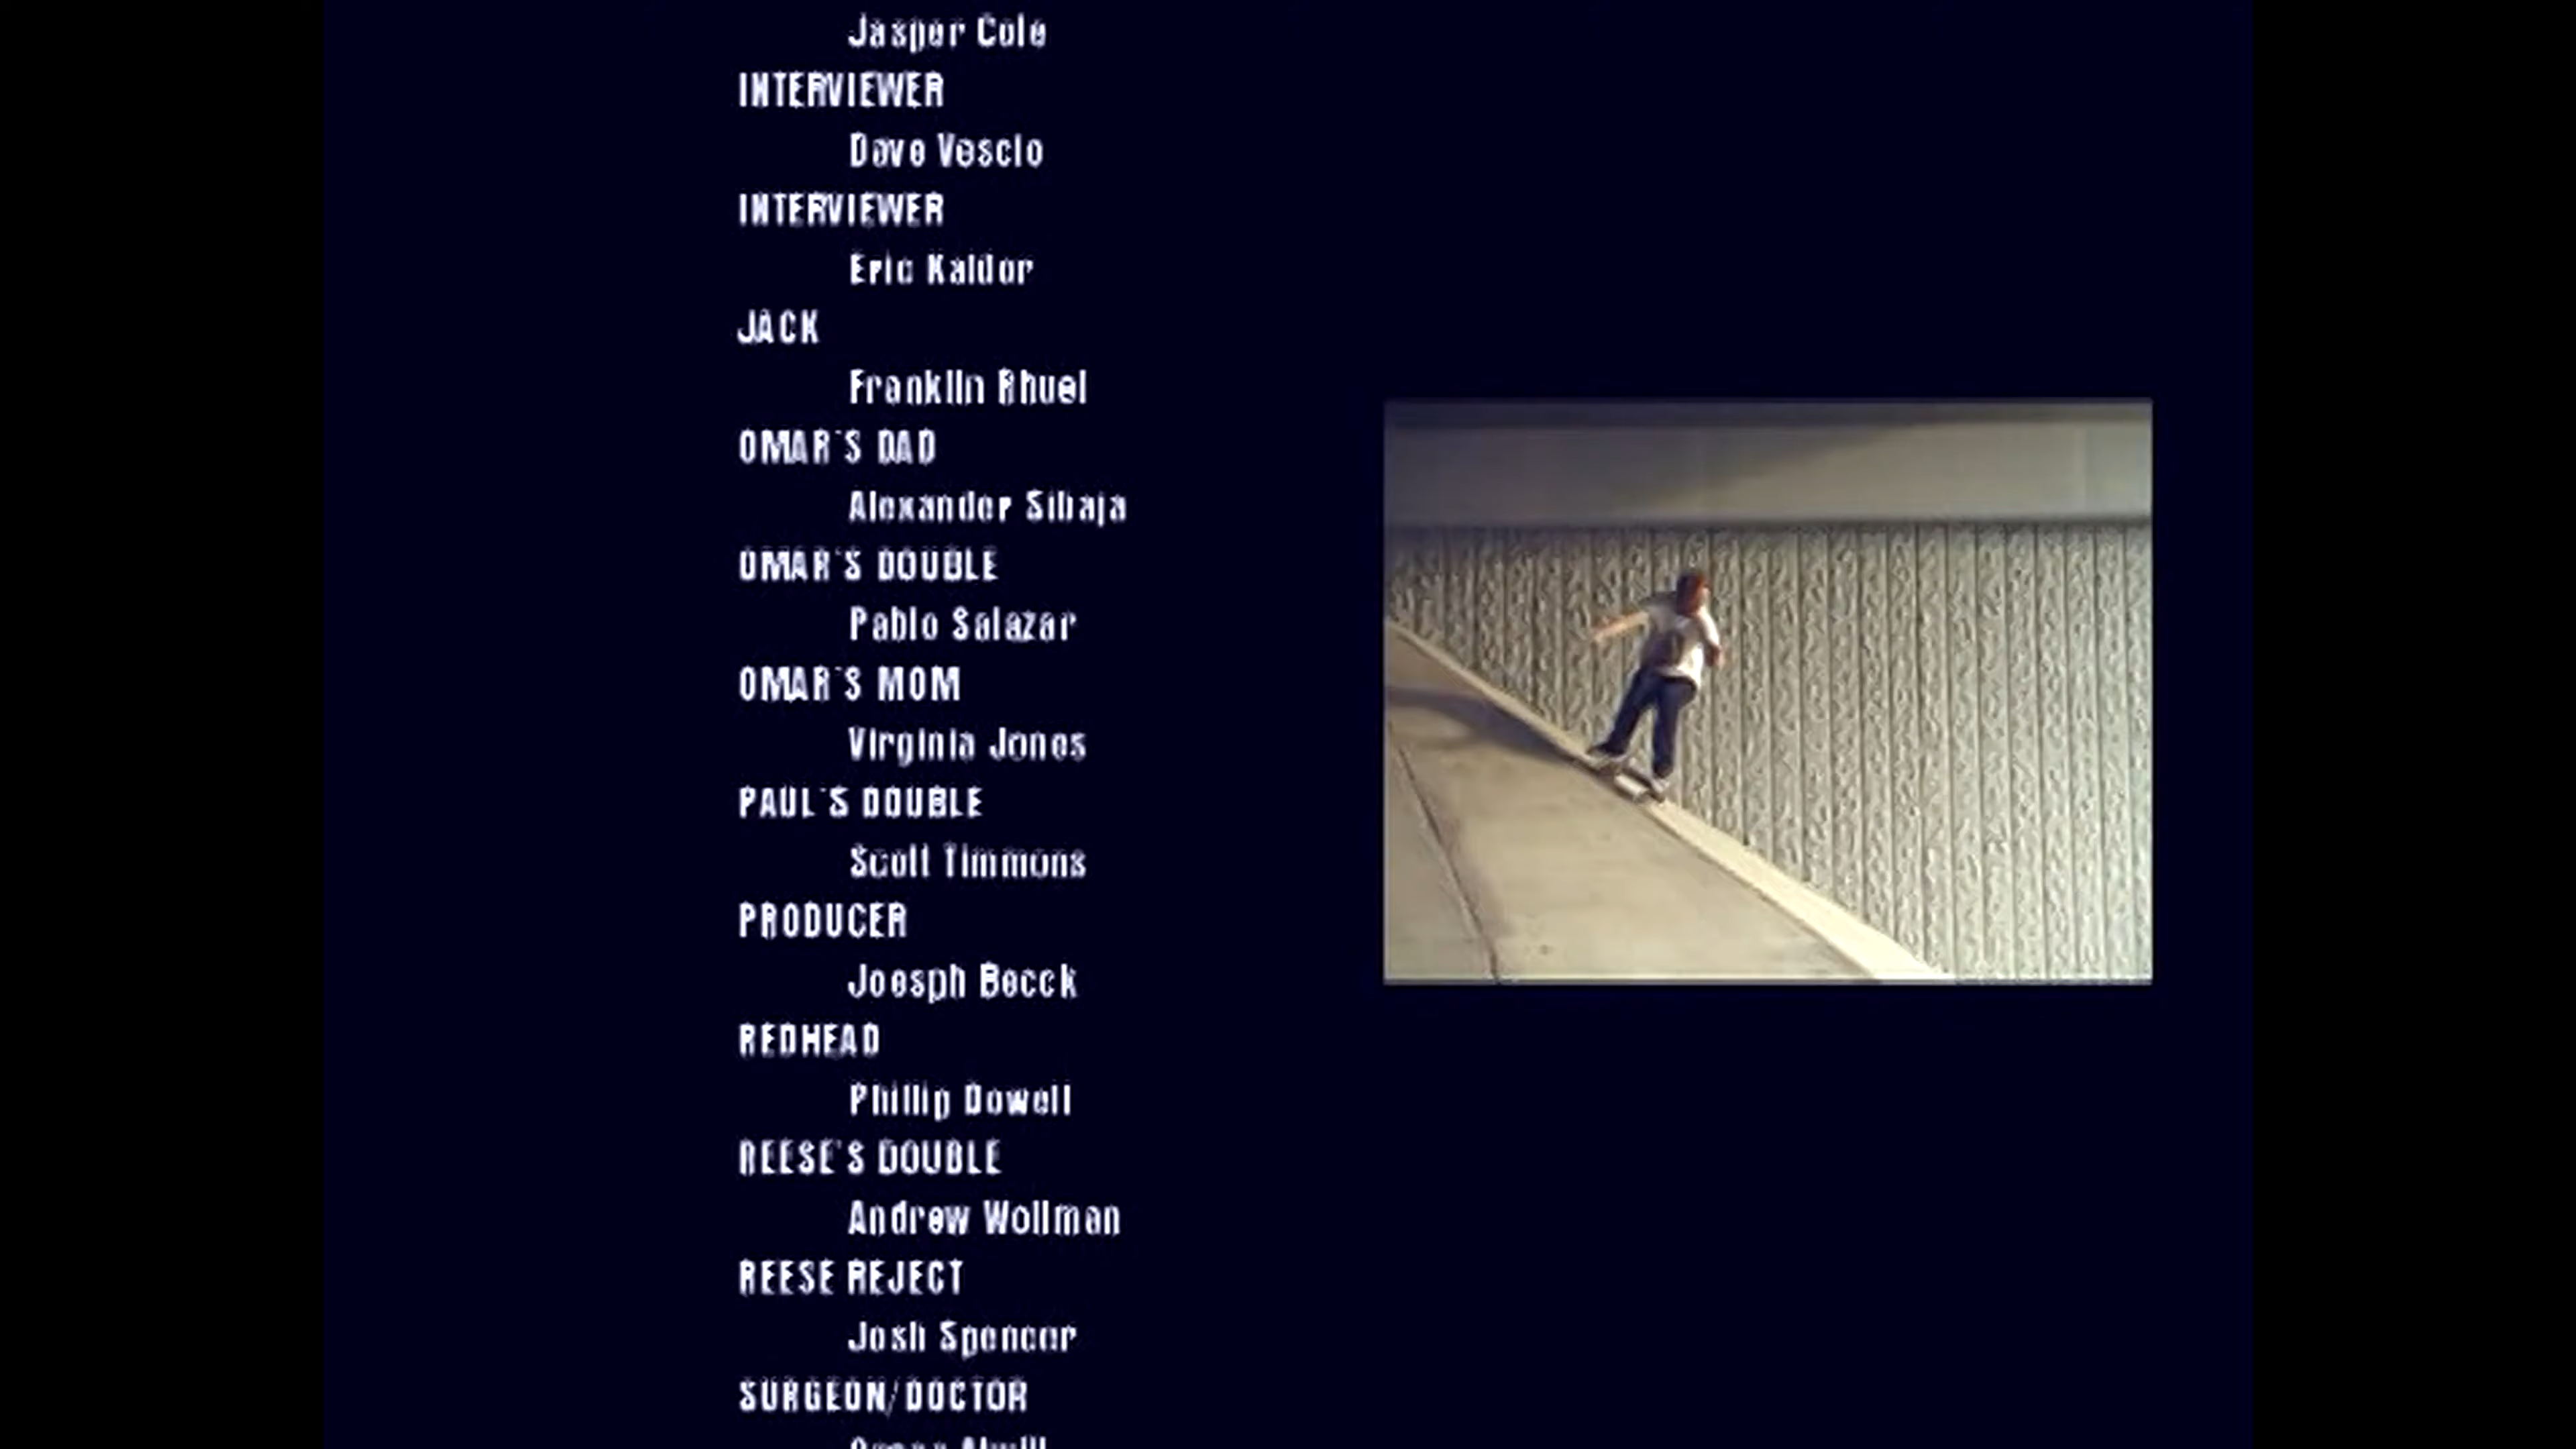 Jasper Cole
INTERVIEWER
Dave Vescio
INTERVIEWER
Eric Kaldor
JACK
Franklin Rhuel
OMAR'S DAD
Alexander Sibaja
OMAR'S DOUBLE
Pablo Salazar
OMAR'S MOM
Virginia Jones
PAUL'S DOUBLE
Scott Timmons
PRODUCER
Joesph Becck
REDHEAD
Phillip Dowell
REESE'S DOUBLE
Andrew Wollman
REESE REJECT
Josh Spencer
SURGEON/DOCTOR